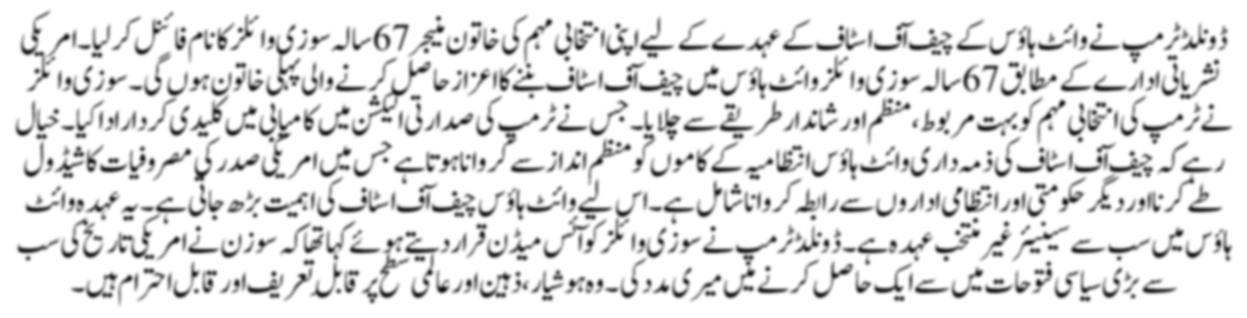 ڈونلڈ ٹرمپ نے وائٹ ہاؤس کے چیف آف اسٹاف کے عہدے کے لیے اپنی انتخابی مہم کی خاتون منیجر 67 سالہ سوزی وائلز کا نام فائنل کر لیا۔ امریکی
نشریاتی ادارے کے مطابق 67 سالہ سوزی وائلز وائٹ ہاؤس میں چیف آف اسٹاف بننے کا اعزاز حاصل کرنے والی پہلی خاتون ہوں گی۔ سوزی وائلز
نے ٹرمپ کی انتخابی مہم کو بہت مربوط، منظم اور شاندار طریقے سے چلایا۔ جس نے ٹرمپ کی صدارتی الیکشن میں کامیابی میں کلیدی کردار ادا کیا۔ خیال
رہے کہ چیف آف اسٹاف کی ذمہ داری وائٹ ہاؤس انتظامیہ کے کاموں کو منظم انداز سے کروانا ہوتا ہے جس میں امریکی صدر کی مصروفیات کا شیڈول
طے کرنا اور دیگر حکومتی اور انتظامی اداروں سے رابطہ کروانا شامل ہے۔ اس لیے وائٹ ہاؤس چیف آف اسٹاف کی اہمیت بڑھ جاتی ہے۔ یہ عہدہ وائٹ
ہاؤس میں سب سے سینیئر غیر منتخب عہدہ ہے۔ ڈونلڈ ٹرمپ نے سوزی وائلز کو آئس میڈن قرار دیتے ہوئے کہا تھا کہ سوزن نے امریکی تاریخ کی سب
سے بڑی سیاسی فتوحات میں سے ایک حاصل کرنے میں میری مدد کی۔ وہ ہوشیار، ذہین اور عالمی سطح پر قابل تعریف اور قابل احترام ہیں۔